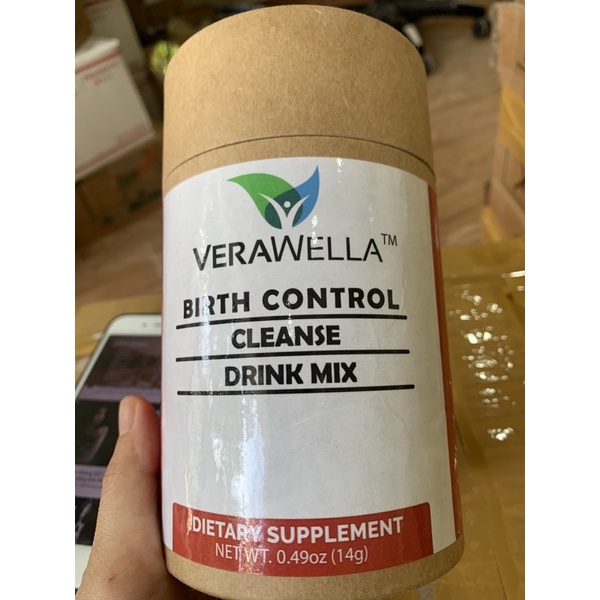 VERAWELLA™
BIRTH CONTROL
CLEANSE
DRINK MIX
DIETARY SUPPLEMENT
NET WT. 0.49oz (14g)